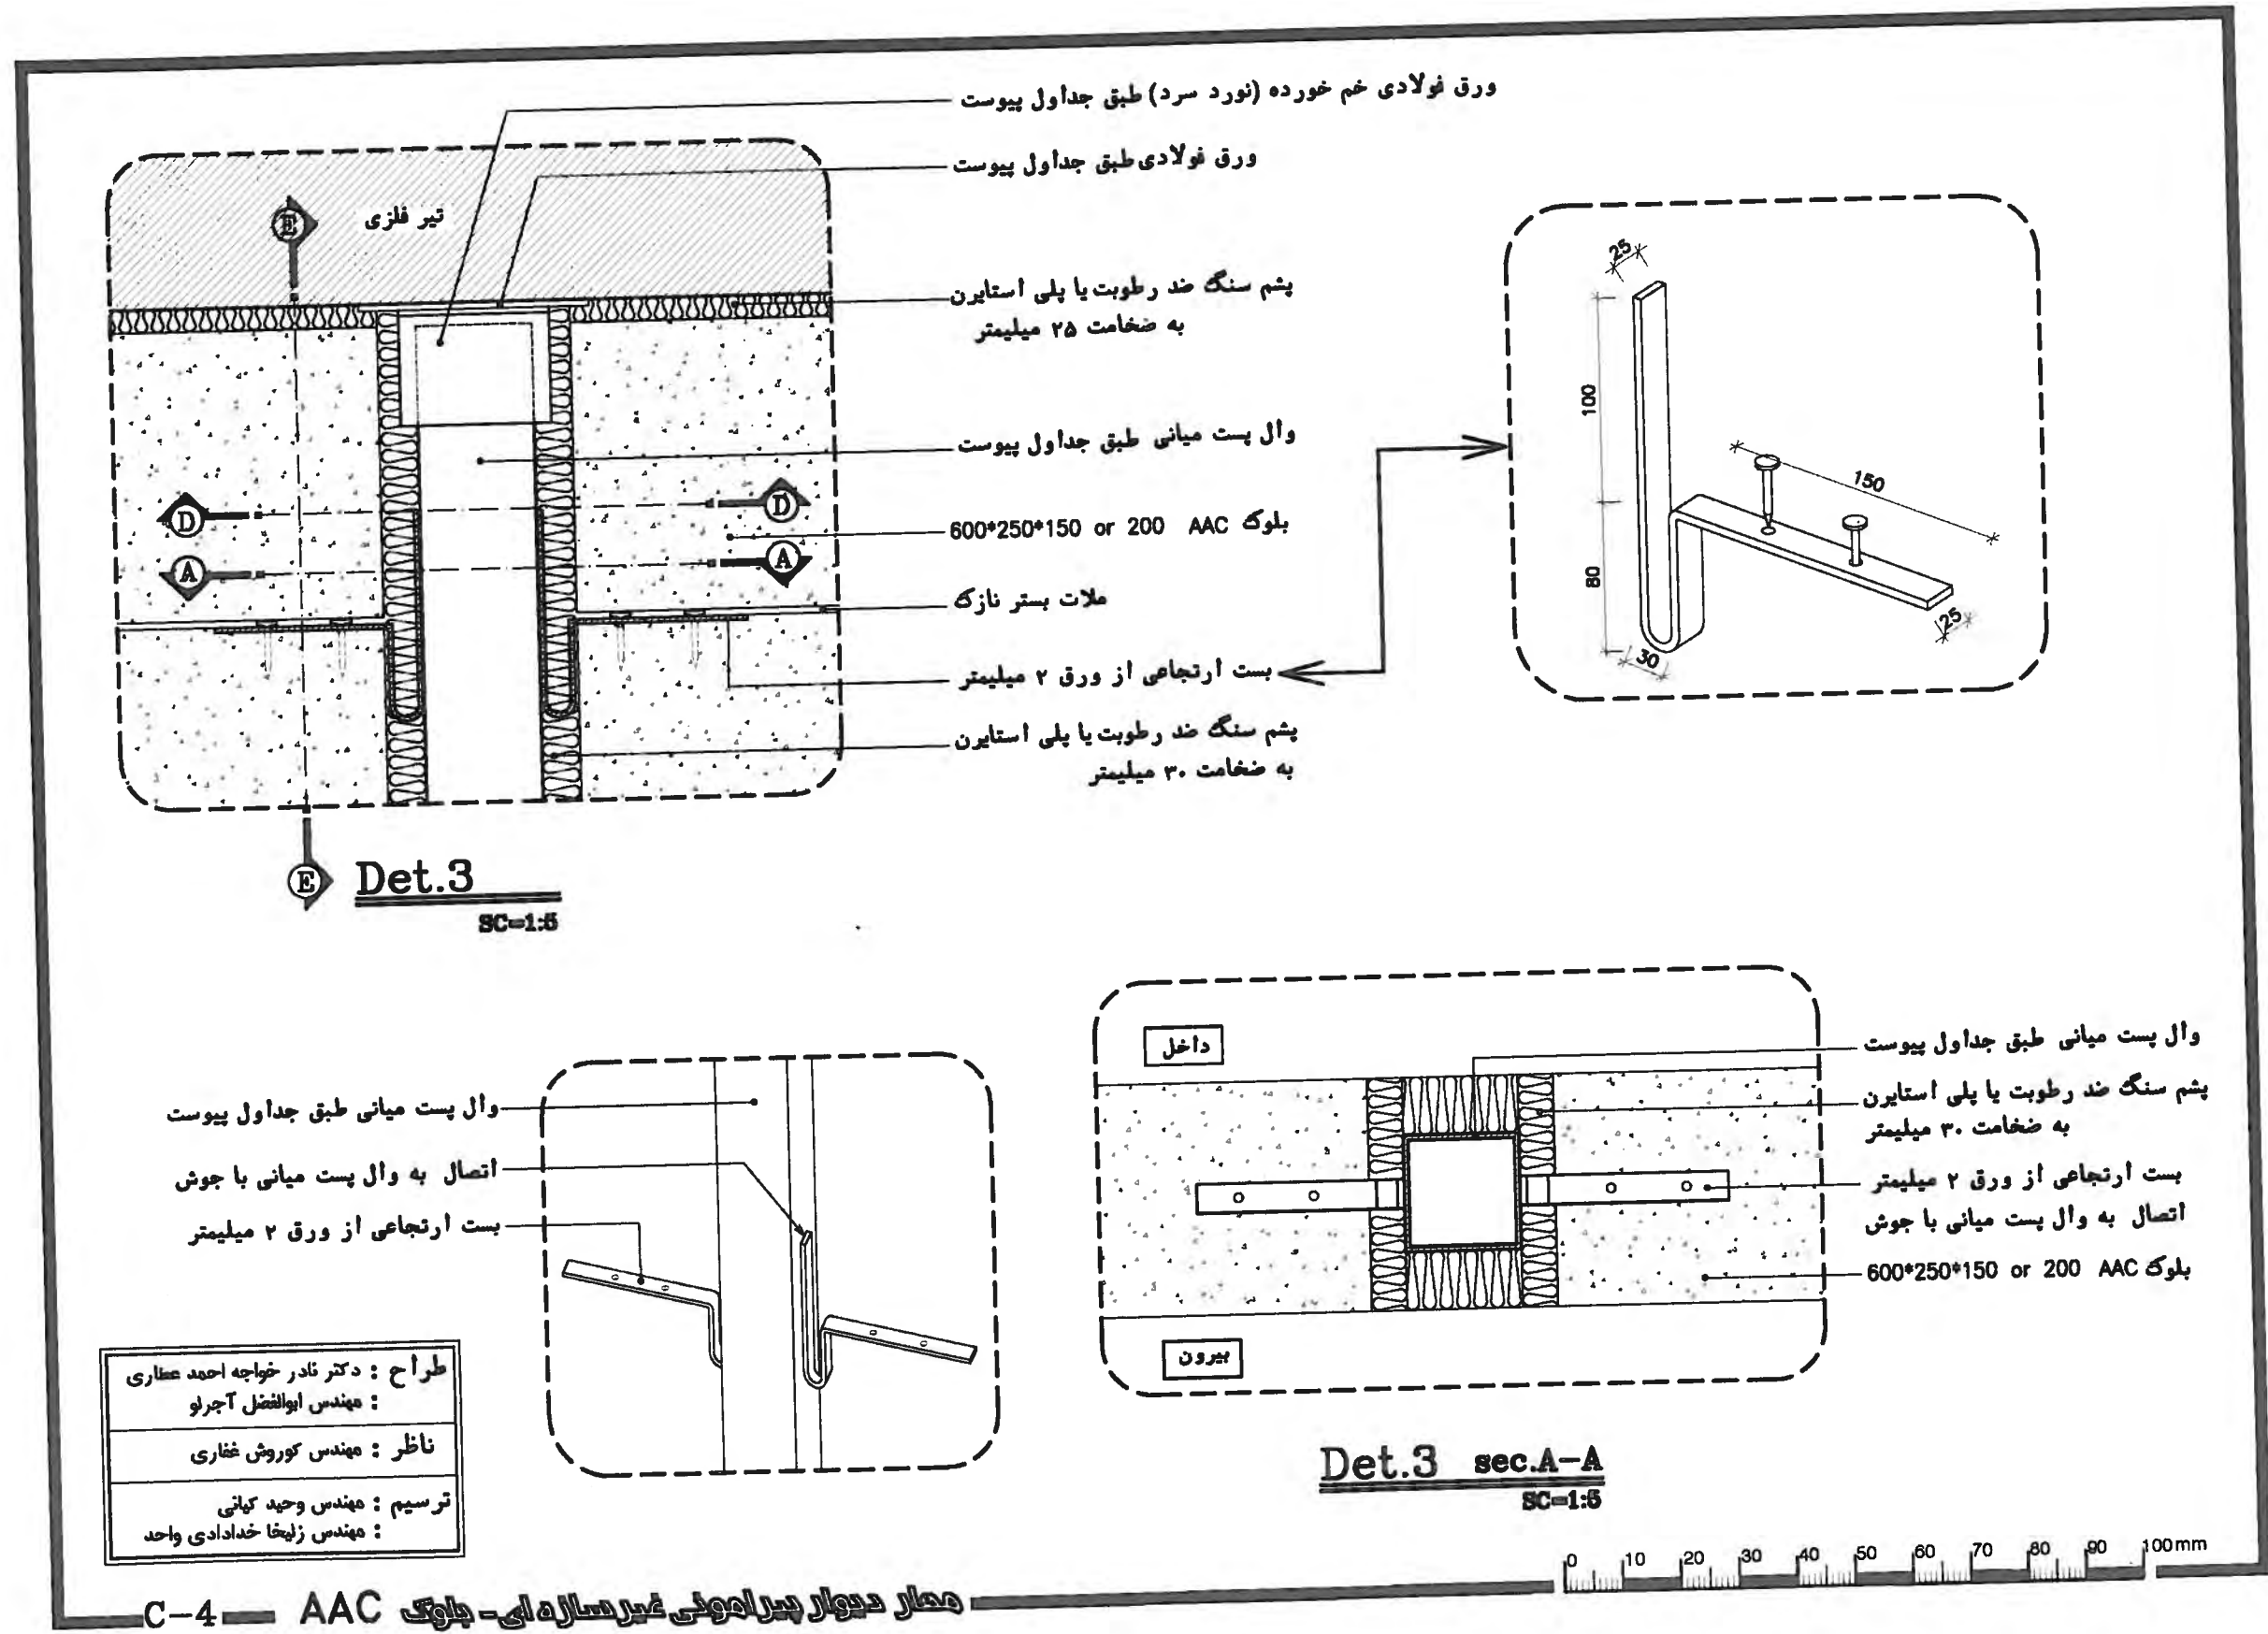 ورق فولادی خم خورده (نورد سرد) طبق جداول پیوست
ورق فولادی طبق جداول پیوست
تیر فلزی
E
پشم سنگ ضد رطوبت یا پلی استایرن
به ضخامت ۲۵ میلیمتر
وال پست میانی طبق جداول پیوست
D
D
بلوک AAC 600*250*150 or 200
A
A
ملات بستر نازک
بست ارتجاعی از ورق ۲ میلیمتر
پشم سنگ ضد رطوبت یا پلی استایرن
به ضخامت ۳۰ میلیمتر
E
Det.3
SC=1:5
25
100
150
80
30
25
وال پست میانی طبق جداول پیوست
اتصال به وال پست میانی با جوش
بست ارتجاعی از ورق ۲ میلیمتر
داخل
وال پست میانی طبق جداول پیوست
پشم سنگ ضد رطوبت یا پلی استایرن
به ضخامت ۳۰ میلیمتر
بست ارتجاعی از ورق ۲ میلیمتر
اتصال به وال پست میانی با جوش
بلوک AAC 600*250*150 or 200
بیرون
Det.3 sec.A-A
SC=1:5
طراح : دکتر نادر خواجه احمد عطاری
: مهندس ابوالفضل آجرلو
ناظر : مهندس کوروش غفاری
ترسیم : مهندس وحید کیانی
: مهندس زلیخا خدادادی واحد
0 10 20 30 40 50 60 70 80 90 100mm
مهار دیوار پیرامونی غیرسازه ای- بلوک AAC
C-4